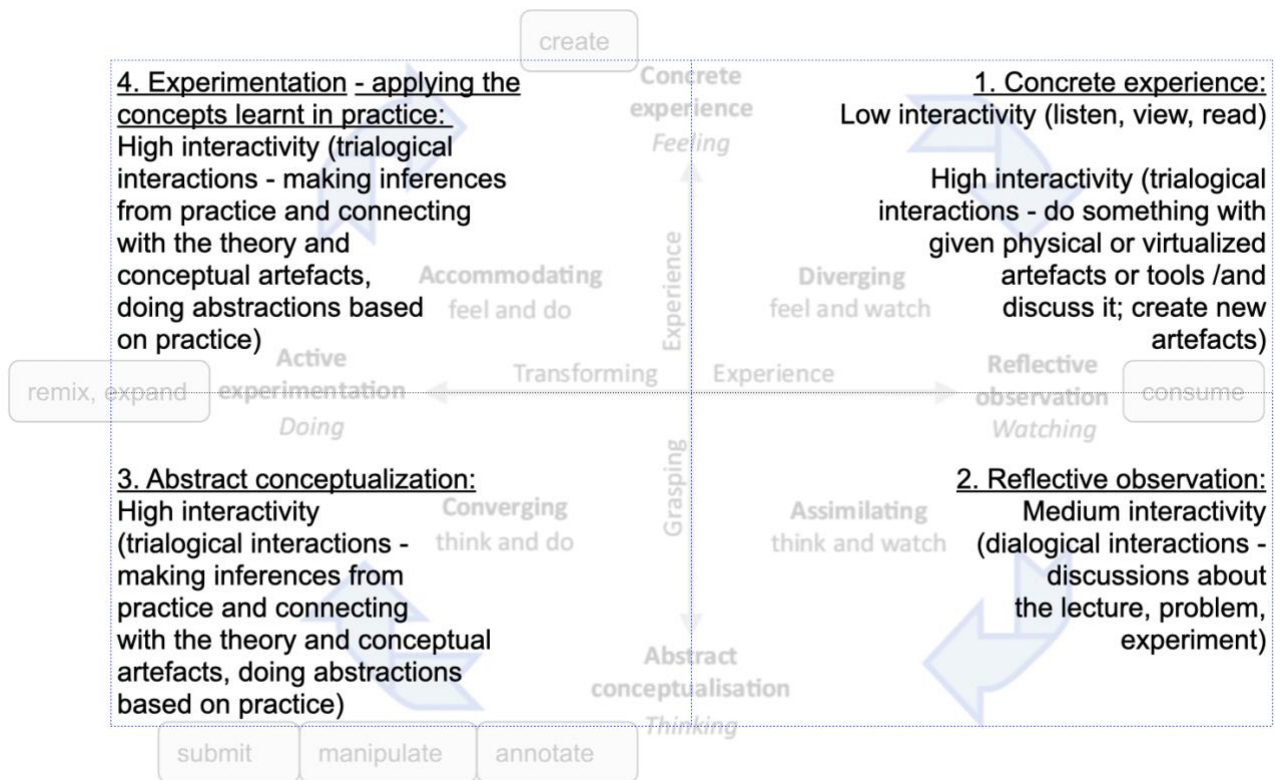 create
4. Experimentation - applying the
concepts learnt in practice:
High interactivity (trialogical
interactions - making inferences
from practice and connecting
with the theory and
conceptual artefacts,
doing abstractions based
on practice)
Concrete
experience
Feeling
1. Concrete experience:
Low interactivity (listen, view, read)
High interactivity (trialogical
interactions - do something with
given physical or virtualized
artefacts or tools /and
discuss it; create new
artefacts)
Accommodating
feel and do
Experience
Diverging
feel and watch
remix, expand
Active
experimentation
Doing
Transforming
Experience
Reflective
observation
Watching
consume
3. Abstract conceptualization:
High interactivity
(trialogical interactions -
making inferences from
practice and connecting
with the theory and conceptual
artefacts, doing abstractions
based on practice)
Converging
think and do
Grasping
Assimilating
think and watch
2. Reflective observation:
Medium interactivity
(dialogical interactions -
discussions about
the lecture, problem,
experiment)
Abstract
conceptualisation
Thinking
submit
manipulate
annotate